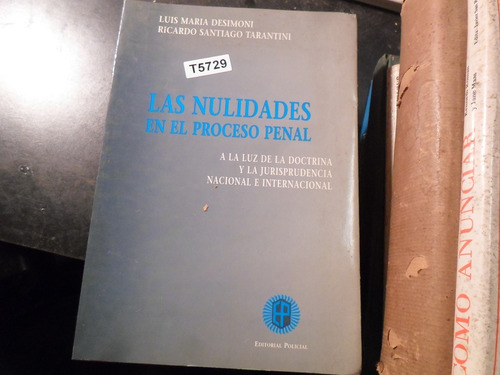 LUIS MARIA DESIMONI
RICARDO SANTIAGO TARANTINI
T5729
LAS NULIDADES
EN EL PROCESO PENAL
A LA LUZ DE LA DOCTRINA
Y LA JURISPRUDENCIA
NACIONAL E INTERNACIONAL
EDITORIAL POLICIAL
COMO ANUNCIAR